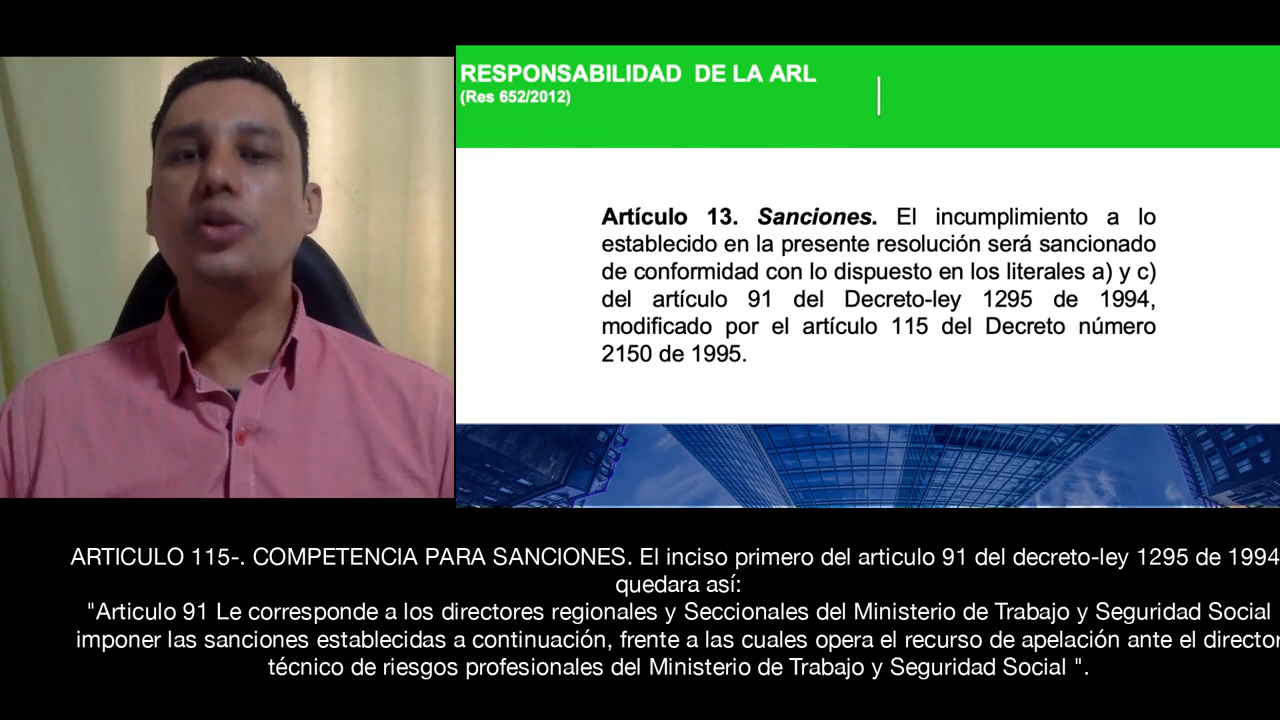 RESPONSABILIDAD DE LA ARL
(Res 652/2012)
Artículo 13. Sanciones. El incumplimiento a lo
establecido en la presente resolución será sancionado
de conformidad con lo dispuesto en los literales a) y c)
del artículo 91 del Decreto-ley 1295 de 1994,
modificado por el artículo 115 del Decreto número
2150 de 1995.
ARTICULO 115-. COMPETENCIA PARA SANCIONES. El inciso primero del articulo 91 del decreto-ley 1295 de 1994
quedara así:
"Articulo 91 Le corresponde a los directores regionales y Seccionales del Ministerio de Trabajo y Seguridad Social
imponer las sanciones establecidas a continuación, frente a las cuales opera el recurso de apelación ante el director
técnico de riesgos profesionales del Ministerio de Trabajo y Seguridad Social ".